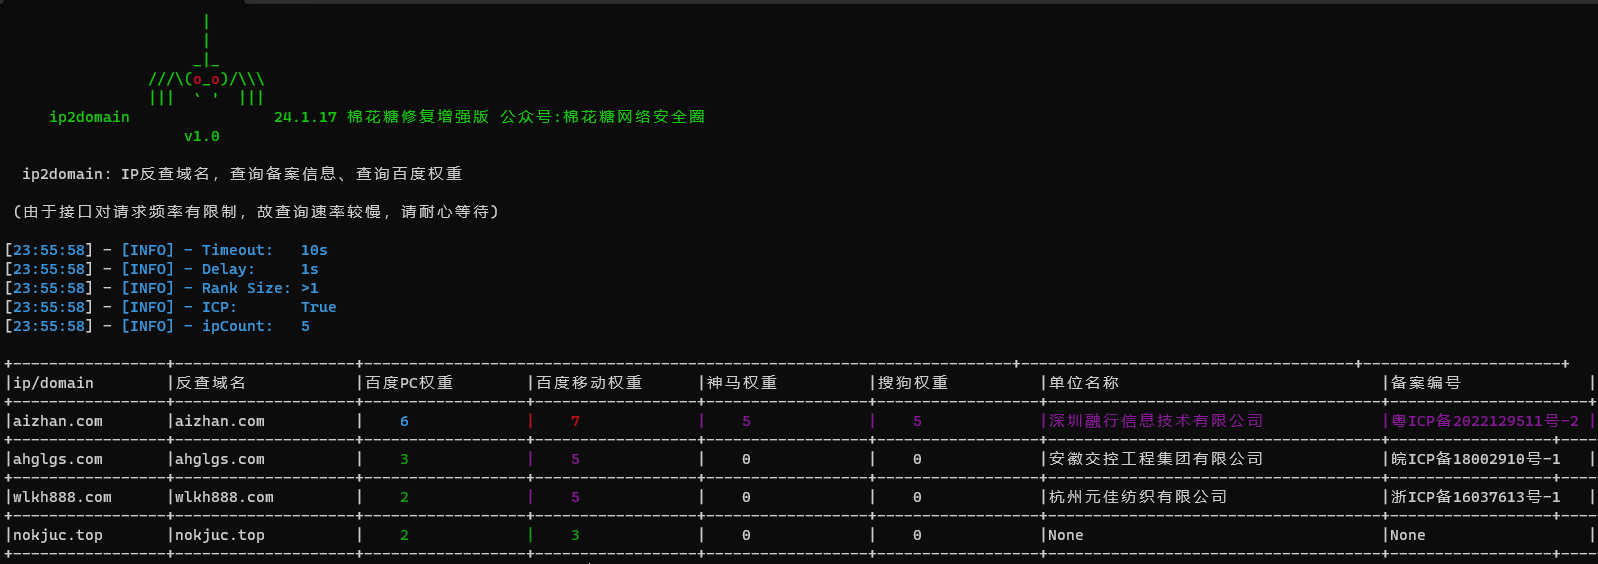 |
|
_|_
///\(o_o)/\\\
|||  ` '  |||
ip2domain 24.1.17 棉花糖修复增强版 公众号:棉花糖网络安全圈
v1.0
ip2domain: IP反查域名, 查询备案信息、查询百度权重
(由于接口对请求频率有限制, 故查询速率较慢, 请耐心等待)
[23:55:58] - [INFO] - Timeout: 10s
[23:55:58] - [INFO] - Delay: 1s
[23:55:58] - [INFO] - Rank Size: >1
[23:55:58] - [INFO] - ICP: True
[23:55:58] - [INFO] - ipCount: 5
|ip/domain |反查域名 |百度PC权重 |百度移动权重 |神马权重 |搜狗权重 |单位名称 |备案编号 |
|aizhan.com |aizhan.com | 6 | 7 | 5 | 5 |深圳融行信息技术有限公司 |粤ICP备2022129511号-2 |
|ahglgs.com |ahglgs.com | 3 | 5 | 0 | 0 |安徽交控工程集团有限公司 |皖ICP备18002910号-1 |
|wlkh888.com |wlkh888.com | 2 | 5 | 0 | 0 |杭州元佳纺织有限公司 |浙ICP备16037613号-1 |
|nokjuc.top |nokjuc.top | 2 | 3 | 0 | 0 |None |None |